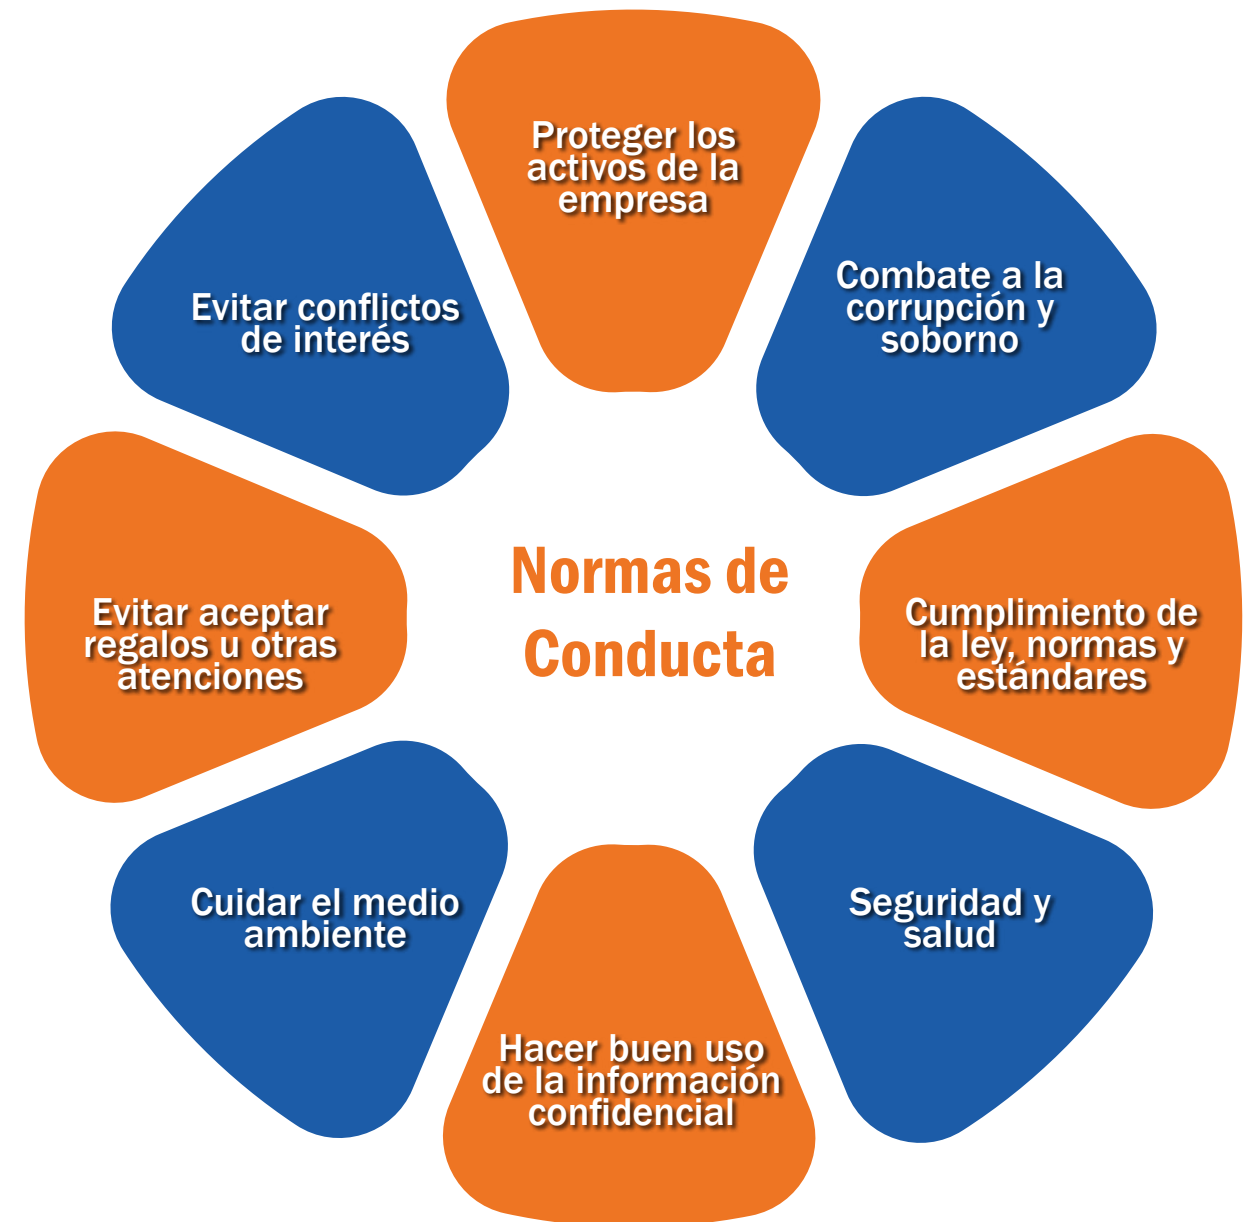 Proteger los
activos de la
empresa
Combate a la
corrupción y
soborno
Evitar conflictos
de interés
Normas de
Conducta
Evitar aceptar
regalos u otras
atenciones
Cumplimiento de
la ley, normas y
estándares
Cuidar el medio
ambiente
Seguridad y
salud
Hacer buen uso
de la información
confidencial